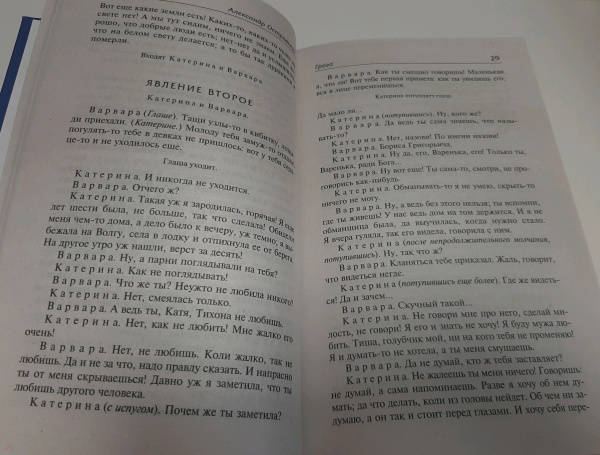 Александр Остров
Вот еще какие земли есть! Каких-то, каких-то
свете нет! А мы тут сидим, ничего не знаем.
рошо, что добрые люди есть; нет-нет да и услы
что на белом свету делается; а то бы так дураками
померли.
Входят Катерина и Варвара.
ЯВЛЕНИЕ ВТОРОЕ
Катерина и Варвара.
Варвара (Глаше). Тащи узлы-то в кибитку, лоша
ди приехали. (Катерине.) Молоду тебя замуж-то отдали,
погулять-то тебе в девках не пришлось: вот у тебя серд
це-то и не уходилось еще.
Глаша уходит.
Катерина. И никогда не уходится.
Варвара. Отчего ж?
Катерина. Такая уж я зародилась, горячая! Я еще
лет шести была, не больше, так что сделала! Обидели
меня чем-то дома, а дело было к вечеру, уж темно; я вы
бежала на Волгу, села в лодку и отпихнула ее от берега.
На другое утро уж нашли, верст за десять!
Варвара. Ну, а парни поглядывали на тебя?
Катерина. Как не поглядывать!
Варвара. Что же ты? Неужто не любила никого?
Катерина. Нет, смеялась только.
Варвара. А ведь ты, Катя, Тихона не любишь.
Катерина. Нет, как не любить! Мне жалко его
очень!
Варвара. Нет, не любишь. Коли жалко, так не
любишь. Да и не за что, надо правду сказать. И напрасно
ты от меня скрываешься! Давно уж я заметила, что ты
любишь другого человека.
Катерина (с испугом). Почем же ты заметила?
Гроза
29
Варвара. Как ты смешно говоришь! Маленькая
я, что ли! Вот тебе первая примета: как ты увидишь его,
вся в лице переменишься.
Катерина потупляет глаза.
Да мало ли...
Катерина (потупившись). Ну, кого же?
Варвара. Да ведь ты сама знаешь, что назы-
вать-то?
Катерина. Нет, назови! По имени назови!
Варвара. Бориса Григорьича.
Катерина. Ну да, его, Варенька, его! Только ты,
Варенька, ради Бога...
Варвара. Ну, вот еще! Ты сама-то, смотри, не про-
говорись как-нибудь.
Катерина. Обманывать-то я не умею, скрыть-то
ничего не могу.
Варвара. Ну, а ведь без этого нельзя; ты вспомни,
где ты живешь! У нас ведь дом на том держится. И я не
обманщица была, да выучилась, когда нужно стало.
Я вчера гуляла, так его видела, говорила с ним.
Катерина (после непродолжительного молчания,
потупившись). Ну, так что ж?
Варвара. Кланяться тебе приказал. Жаль, говорит,
что видеться негде.
Катерина (потупившись еще более). Где же видеть-
ся! Да и зачем...
Варвара. Скучный такой...
Катерина. Не говори мне про него, сделай ми-
лость, не говори! Я его и знать не хочу! Я буду мужа лю-
бить. Тиша, голубчик мой, ни на кого тебя не променяю!
Я и думать-то не хотела, а ты меня смущаешь.
Варвара. Да не думай, кто ж тебя заставляет?
Катерина. Не жалеешь ты меня ничего! Говоришь:
не думай, а сама напоминаешь. Разве я хочу об нем ду-
мать; да что делать, коли из головы нейдет. Об чем ни за-
думаю, а он так и стоит перед глазами. И хочу себя пере-